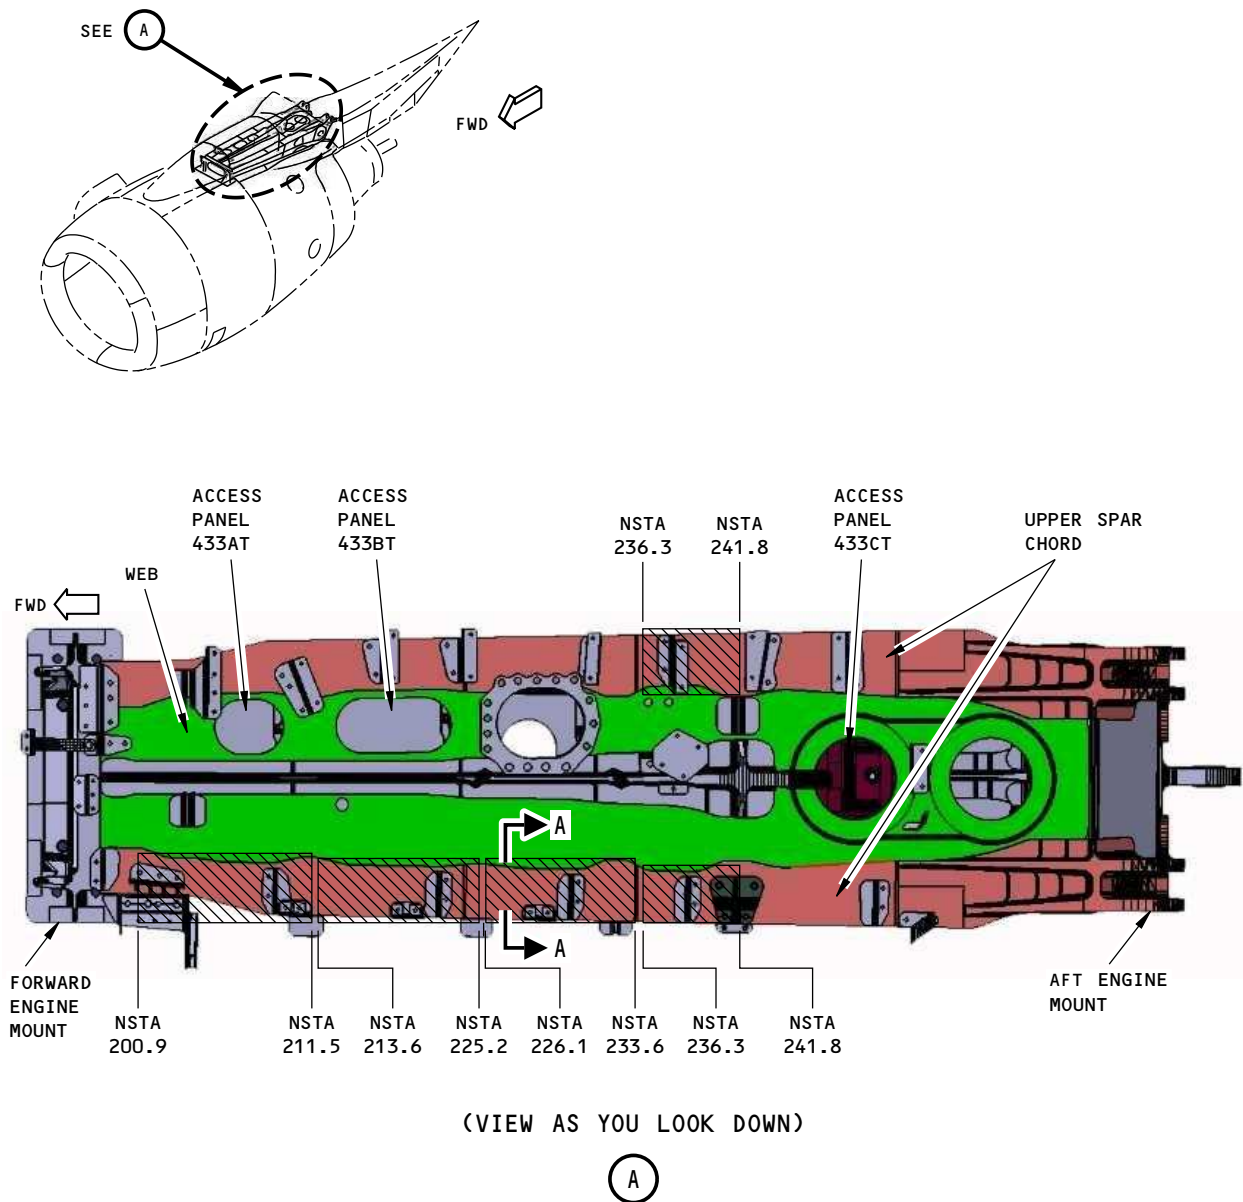 SEE A
FWD
ACCESS
PANEL
433AT
ACCESS
PANEL
433BT
NSTA
236.3
NSTA
241.8
ACCESS
PANEL
433CT
UPPER SPAR
CHORD
WEB
FWD
A
A
FORWARD
ENGINE
MOUNT
NSTA
200.9
NSTA
211.5
NSTA
213.6
NSTA
225.2
NSTA
226.1
NSTA
233.6
NSTA
236.3
NSTA
241.8
AFT ENGINE
MOUNT
(VIEW AS YOU LOOK DOWN)
A